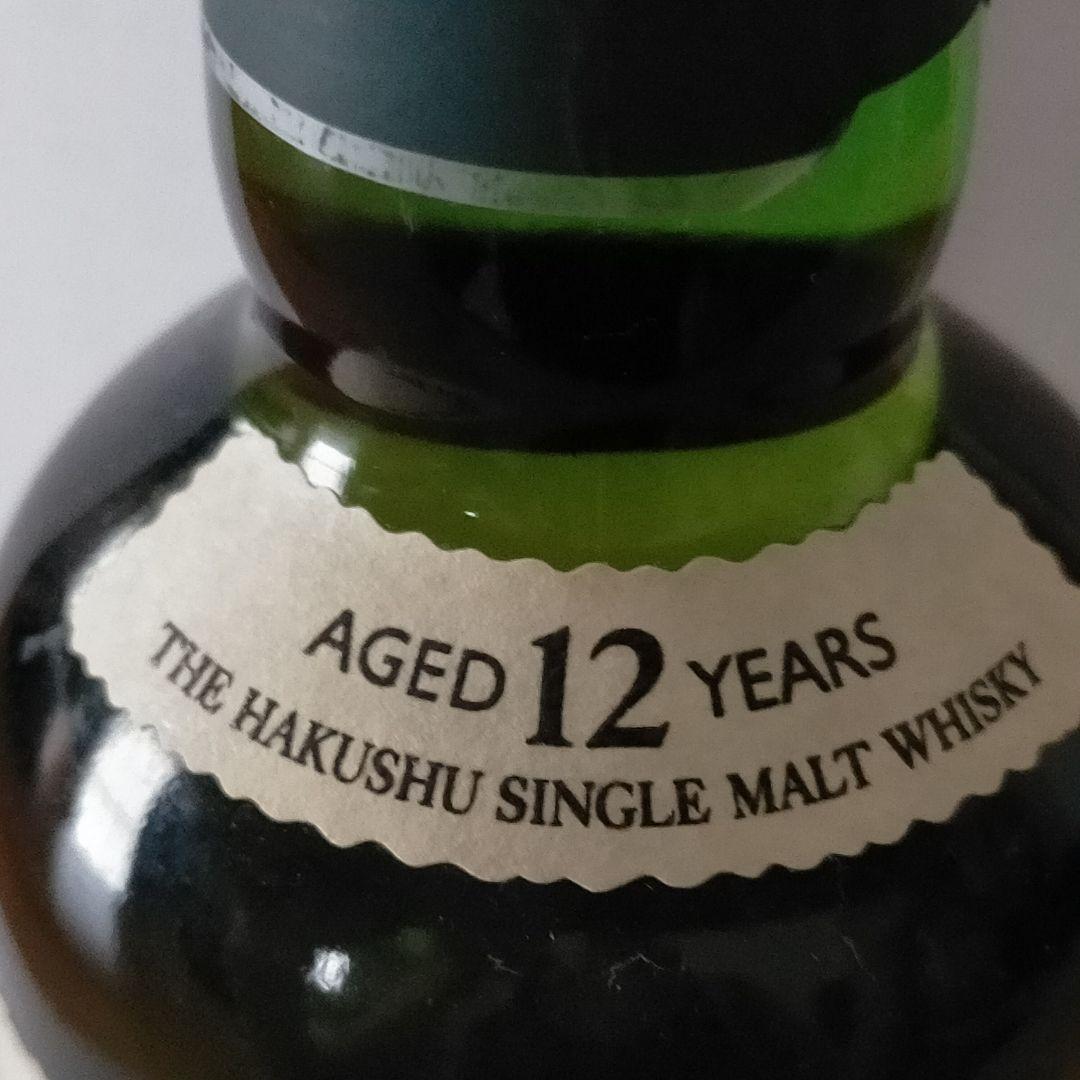 AGED 12 YEARS
THE HAKUSHU SINGLE MALT WHISKY